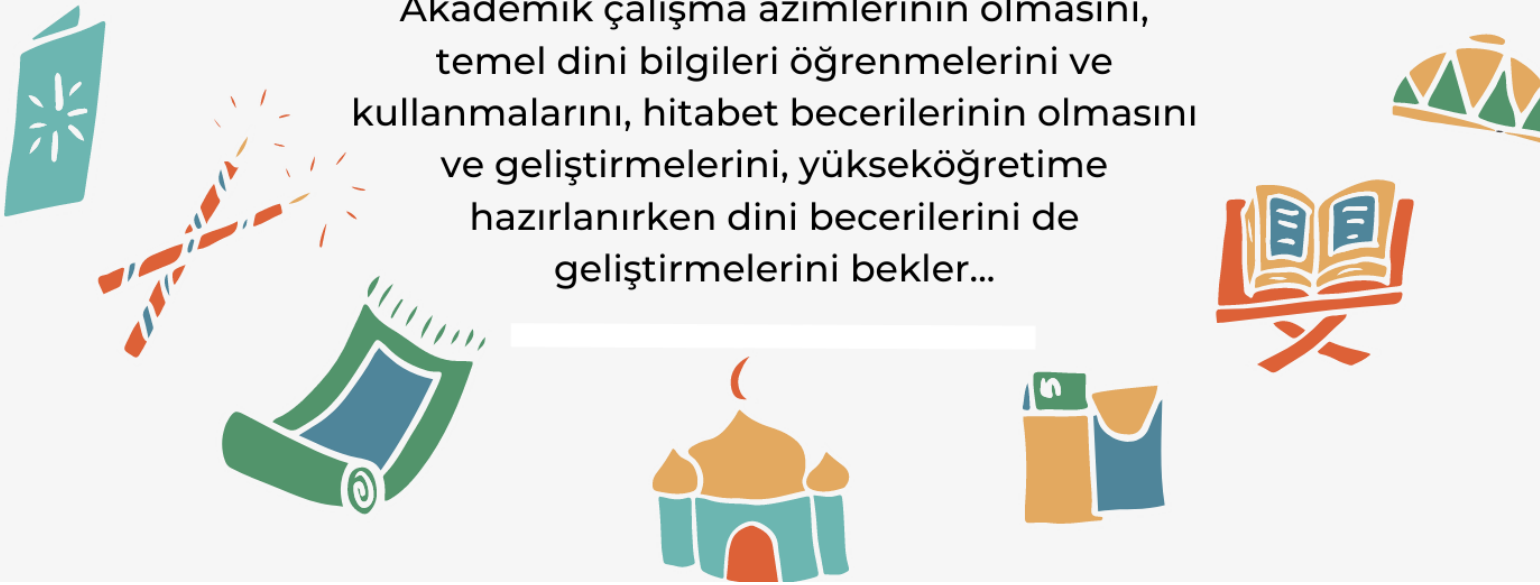 Akademik çalışma azimlerinin olmasını,
temel dini bilgileri öğrenmelerini ve
kullanmalarını, hitabet becerilerinin olmasını
ve geliştirmelerini, yükseköğretime
hazırlanırken dini becerilerini de
geliştirmelerini bekler...